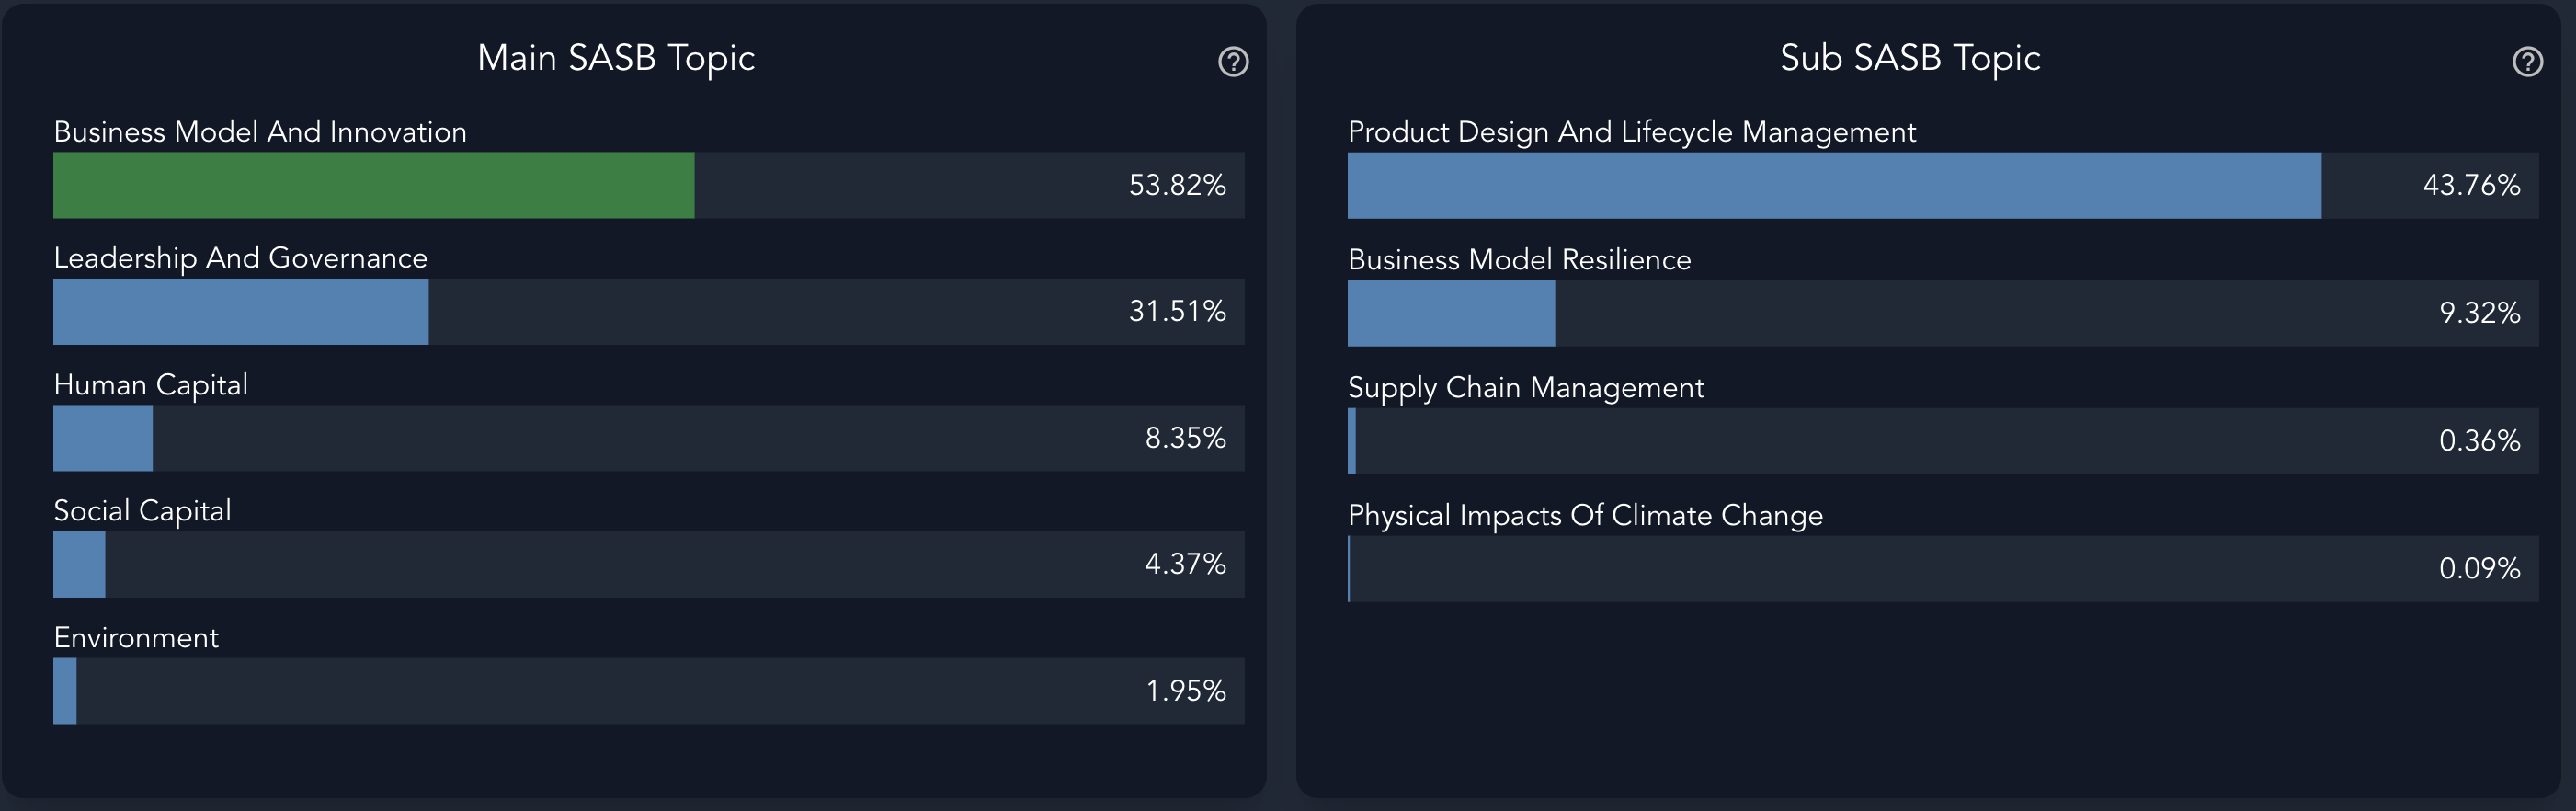 Main SASB Topic
Business Model And Innovation
53.82%
Leadership And Governance
31.51%
Human Capital
8.35%
Social Capital
4.37%
Environment
1.95%
Sub SASB Topic
Product Design And Lifecycle Management
43.76%
Business Model Resilience
9.32%
Supply Chain Management
0.36%
Physical Impacts Of Climate Change
0.09%